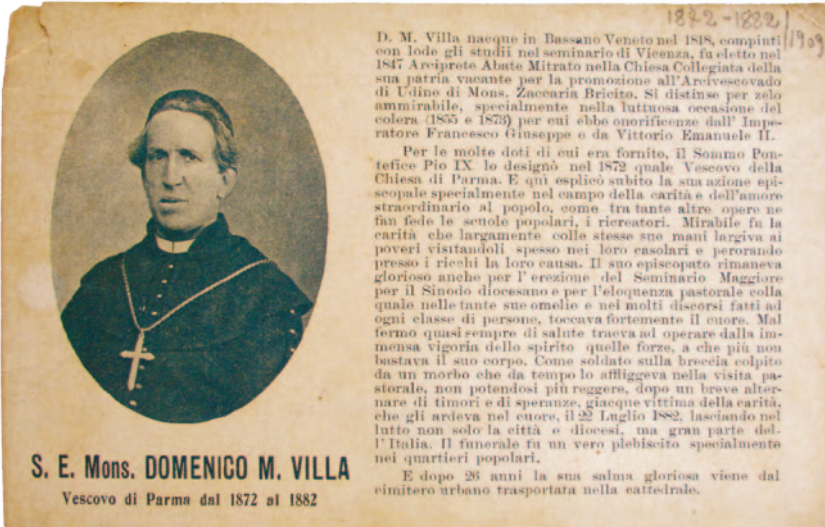 1872-1882/1909
D. M. Villa nacque in Bassano Veneto nel 1818, compiuti
con lode gli studii nel seminario di Vicenza, fu eletto nel
1847 Arciprete Abate Mitrato nella Chiesa Collegiata della
sua patria vacante per la promozione all'Arcivescovado
di Udine di Mons. Zaccaria Bricito. Si distinse per zelo
ammirabile, specialmente nella luttuosa occasione del
colera (1855 e 1873) per cui ebbe onorificenze dall' Impe-
ratore Francesco Giuseppe e da Vittorio Emanuele II.
Per le molte doti di cui era fornito, il Sommo Pon-
tefice Pio IX lo designò nel 1872 quale Vescovo della
Chiesa di Parma. E quì esplicò subito la sua azione epi-
scopale specialmente nel campo della carità e dell'amore
straordinario al popolo, come tra tante altre opere ne
fan fede le scuole popolari, i ricreatori. Mirabile fu la
carità che largamente colle stesse sue mani largiva ai
poveri visitandoli spesso nei loro casolari e perorando
presso i ricchi la loro causa. Il suo episcopato rimaneva
glorioso anche per l' erezione del Seminario Maggiore
per il Sinodo diocesano e per l'eloquenza pastorale colla
quale nelle tante sue omelie e nei molti discorsi fatti ad
ogni classe di persone, toccava fortemente il cuore. Mal
fermo quasi sempre di salute traeva ad operare dalla im-
mensa vigoria dello spirito quelle forze, a che più non
bastava il suo corpo. Come soldato sulla breccia colpito
da un morbo che da tempo lo affliggeva nella visita pa-
storale, non potendosi più reggere, dopo un breve alter-
nare di timori e di speranze, giacque vittima della carità,
che gli ardeva nel cuore, il 22 Luglio 1882, lasciando nel
lutto non solo la città e diocesi, ma gran parte del-
l'Italia. Il funerale fu un vero plebiscito specialmente
nei quartieri popolari.
E dopo 26 anni la sua salma gloriosa viene dal
cimitero urbano trasportata nella cattedrale.
S. E. Mons. DOMENICO M. VILLA
Vescovo di Parma dal 1872 al 1882